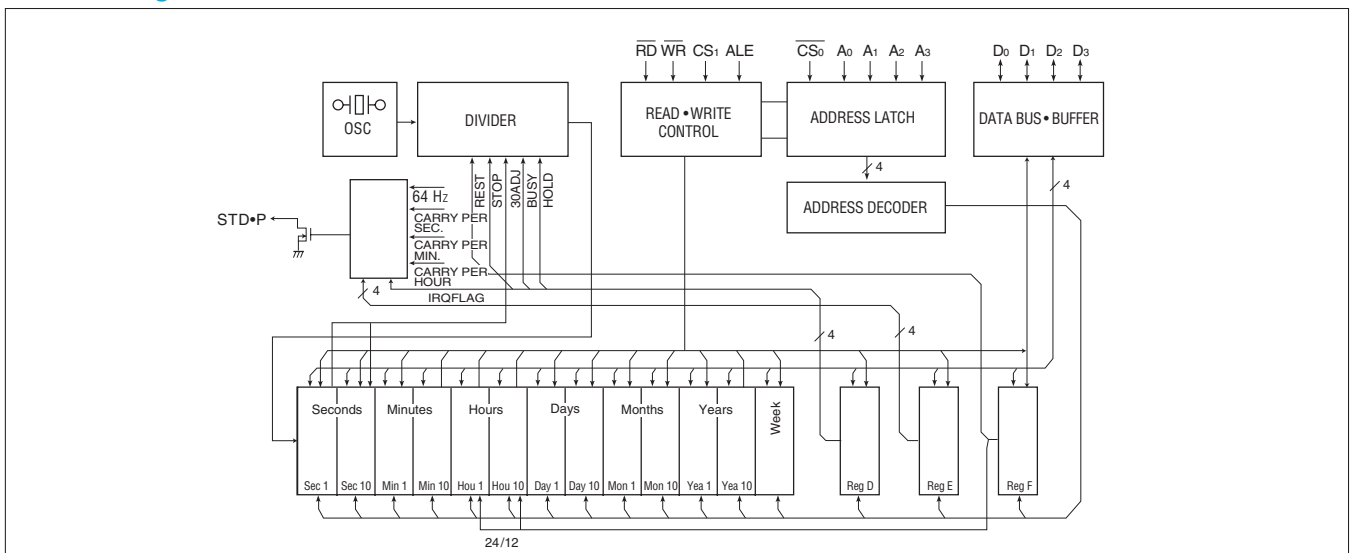 RD WR CS1 ALE CS0 A0 A1 A2 A3 D0 D1 D2 D3
OSC
DIVIDER
READ • WRITE
CONTROL
ADDRESS LATCH
DATA BUS • BUFFER
4
4
ADDRESS DECODER
REST
STOP
30ADJ
BUSY
HOLD
64 Hz
CARRY PER
SEC.
CARRY PER
MIN.
CARRY PER
HOUR
STD•P
4
IRQFLAG
4
4
Seconds Minutes Hours Days Months Years Week
Sec 1 Sec 10 Min 1 Min 10 Hou 1 Hou 10 Day 1 Day 10 Mon 1 Mon 10 Yea 1 Yea 10 Reg D Reg E Reg F
24/12